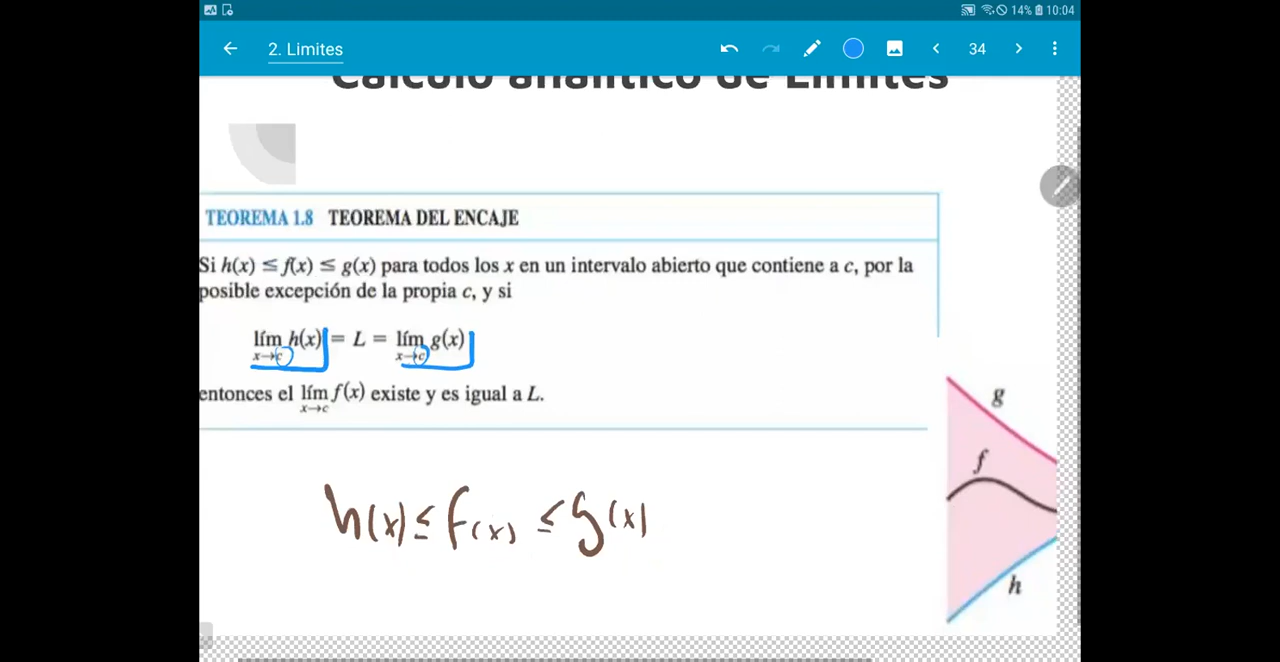 14% 10:04
2. Limites
34
Cálculo analítico de Límites
TEOREMA 1.8 TEOREMA DEL ENCAJE
Si h(x) ≤ f(x) ≤ g(x) para todos los x en un intervalo abierto que contiene a c, por la
posible excepción de la propia c, y si
lím h(x) = L = lím g(x)
x→c x→c
entonces el lím f(x) existe y es igual a L.
x→c
g
f
h(x) ≤ f(x) ≤ g(x)
h